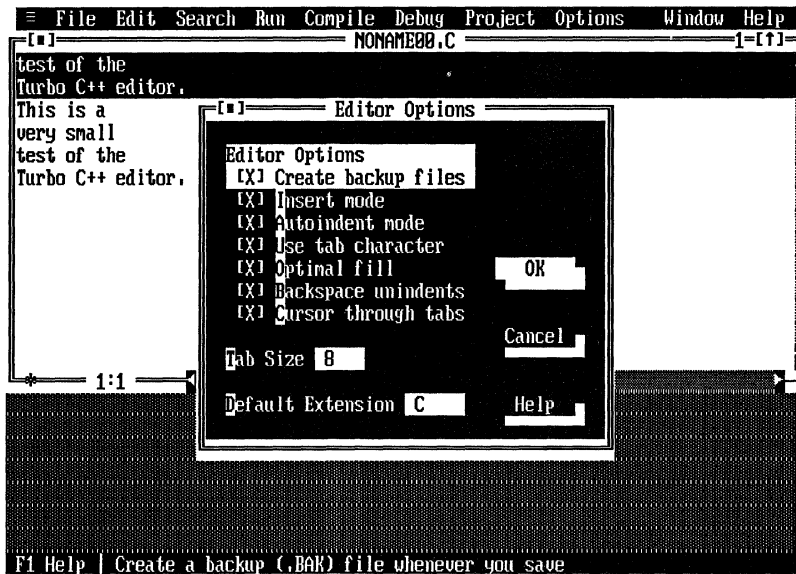 ≡ File Edit Search Run Compile Debug Project Options Window Help
[■] NONAME00.C 1=[↑]
test of the
Turbo C++ editor.
This is a
very small
test of the
Turbo C++ editor.
[■] Editor Options
Editor Options
[X] Create backup files
[X] Insert mode
[X] Autoindent mode
[X] Use tab character
[X] Optimal fill
[X] Backspace unindents
[X] Cursor through tabs
OK
Cancel
Tab Size 8
Default Extension C
Help
* 1:1
F1 Help | Create a backup (.BAK) file whenever you save